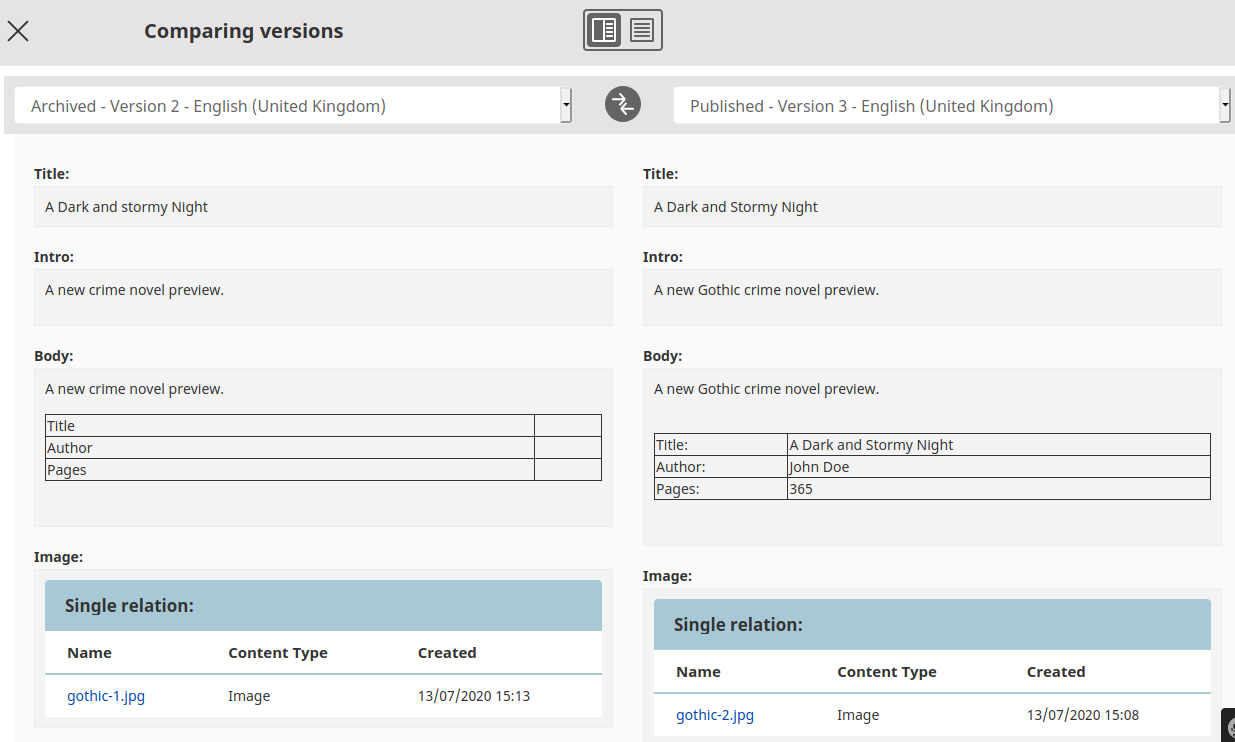 Comparing versions
Archived - Version 2 - English (United Kingdom)
Published - Version 3 - English (United Kingdom)
Title:
A Dark and stormy Night
Intro:
A new crime novel preview.
Body:
A new crime novel preview.
Title
Author
Pages
Image:
Single relation:
Name Content Type Created
gothic-1.jpg Image 13/07/2020 15:13
Title:
A Dark and Stormy Night
Intro:
A new Gothic crime novel preview.
Body:
A new Gothic crime novel preview.
Title: A Dark and Stormy Night
Author: John Doe
Pages: 365
Image:
Single relation:
Name Content Type Created
gothic-2.jpg Image 13/07/2020 15:08